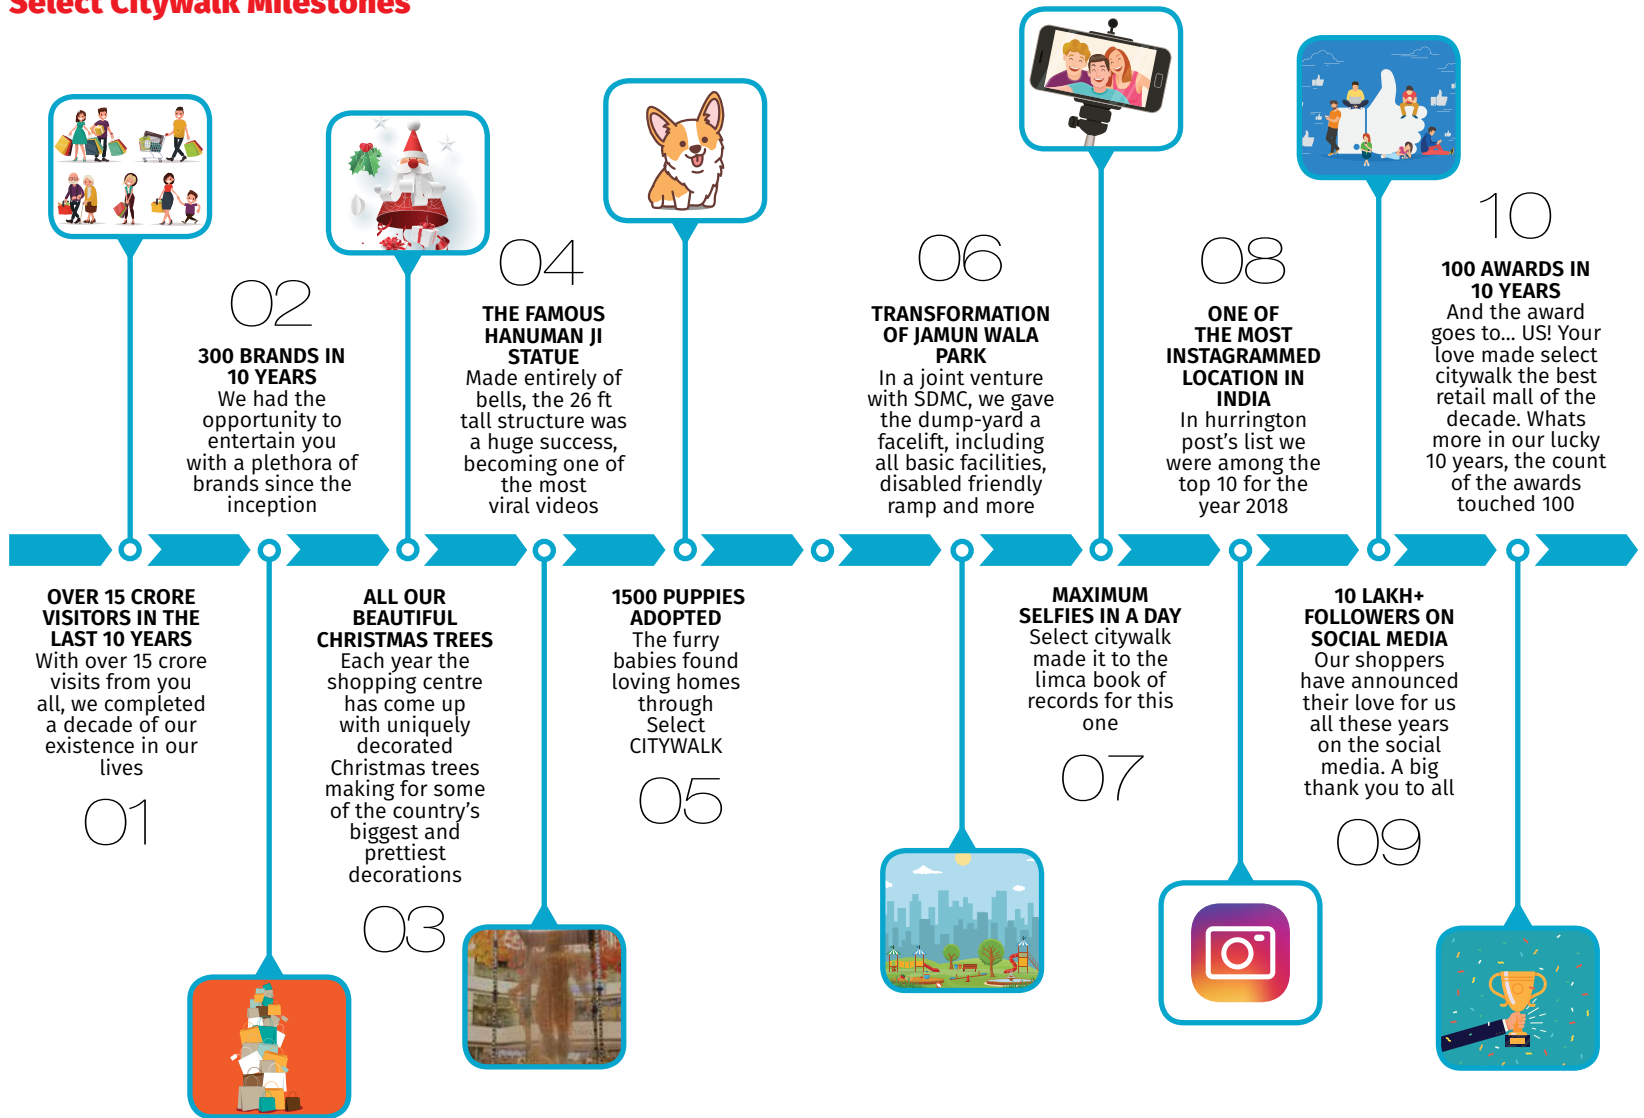 Select Citywalk Milestones
OVER 15 CRORE
VISITORS IN THE
LAST 10 YEARS
With over 15 crore
visits from you
all, we completed
a decade of our
existence in our
lives
01
02
300 BRANDS IN
10 YEARS
We had the
opportunity to
entertain you
with a plethora of
brands since the
inception
ALL OUR
BEAUTIFUL
CHRISTMAS TREES
Each year the
shopping centre
has come up
with uniquely
decorated
Christmas trees
making for some
of the country's
biggest and
prettiest
decorations
03
04
THE FAMOUS
HANUMAN JI
STATUE
Made entirely of
bells, the 26 ft
tall structure was
a huge success,
becoming one of
the most
viral videos
1500 PUPPIES
ADOPTED
The furry
babies found
loving homes
through
Select
CITYWALK
05
06
TRANSFORMATION
OF JAMUN WALA
PARK
In a joint venture
with SDMC, we gave
the dump-yard a
facelift, including
all basic facilities,
disabled friendly
ramp and more
MAXIMUM
SELFIES IN A DAY
Select citywalk
made it to the
limca book of
records for this
one
07
08
ONE OF
THE MOST
INSTAGRAMMED
LOCATION IN
INDIA
In hurrington
post's list we
were among the
top 10 for the
year 2018
10 LAKH+
FOLLOWERS ON
SOCIAL MEDIA
Our shoppers
have announced
their love for us
all these years
on the social
media. A big
thank you to all
09
10
100 AWARDS IN
10 YEARS
And the award
goes to... US! Your
love made select
citywalk the best
retail mall of the
decade. Whats
more in our lucky
10 years, the count
of the awards
touched 100